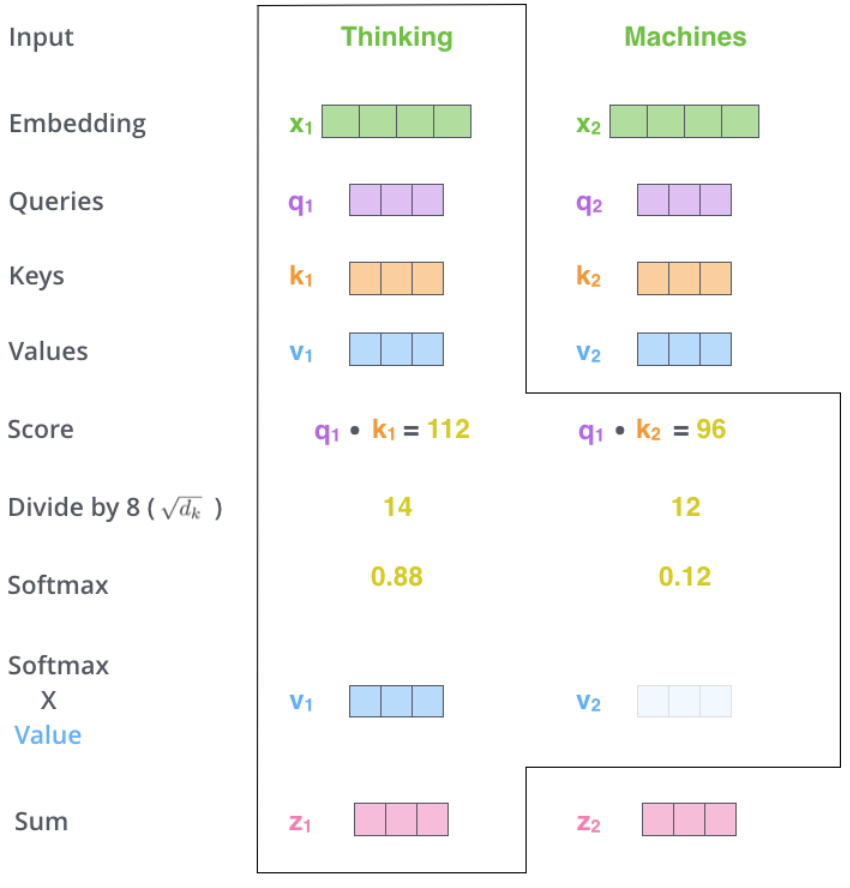 Input Thinking Machines
Embedding x₁ x₂
Queries q₁ q₂
Keys k₁ k₂
Values v₁ v₂
Score q₁ • k₁ = 112 q₁ • k₂ = 96
Divide by 8 ( √dₖ ) 14 12
Softmax 0.88 0.12
Softmax
X v₁ v₂
Value
Sum z₁ z₂